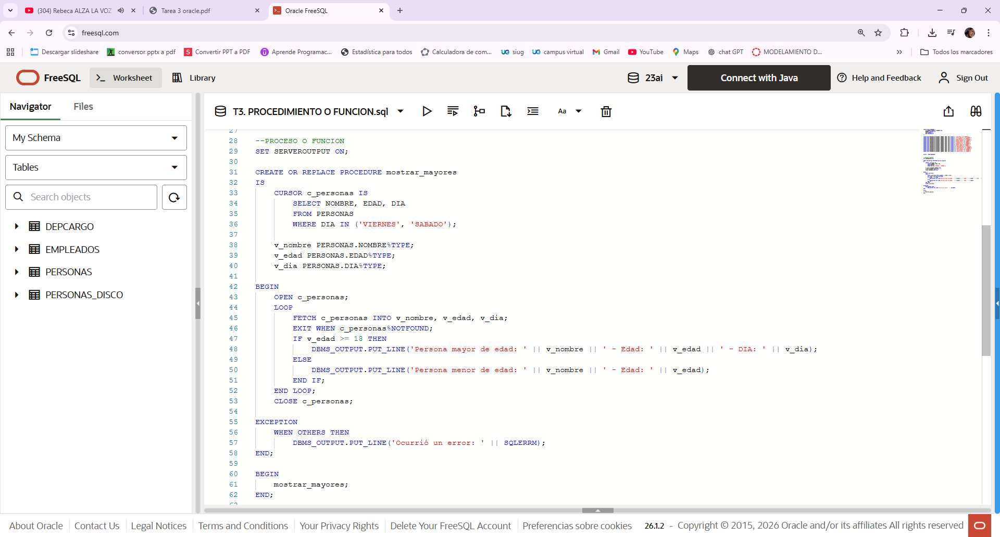 (304) Rebeca ALZA LA VOZ
Tarea 3 oracle.pdf
Oracle FreeSQL
freesql.com
Descargar slideshare
conversor pptx a pdf
Convertir PPT a PDF
Aprende Programac...
Estadística para todos
Calculadora de com...
UG siug
UG campus virtual
Gmail
YouTube
Maps
chat GPT
MODELAMIENTO D...
Todos los marcadores
FreeSQL
Worksheet
Library
23ai
Connect with Java
Help and Feedback
Sign Out
Navigator
Files
My Schema
Tables
Search objects
DEPCARGO
EMPLEADOS
PERSONAS
PERSONAS_DISCO
T3. PROCEDIMIENTO O FUNCION.sql
Aa
27
28 --PROCESO O FUNCION
29 SET SERVEROUTPUT ON;
30
31 CREATE OR REPLACE PROCEDURE mostrar_mayores
32 IS
33 CURSOR c_personas IS
34 SELECT NOMBRE, EDAD, DIA
35 FROM PERSONAS
36 WHERE DIA IN ('VIERNES', 'SABADO');
37
38 v_nombre PERSONAS.NOMBRE%TYPE;
39 v_edad PERSONAS.EDAD%TYPE;
40 v_dia PERSONAS.DIA%TYPE;
41
42 BEGIN
43 OPEN c_personas;
44 LOOP
45 FETCH c_personas INTO v_nombre, v_edad, v_dia;
46 EXIT WHEN c_personas%NOTFOUND;
47 IF v_edad >= 18 THEN
48 DBMS_OUTPUT.PUT_LINE('Persona mayor de edad: ' || v_nombre || ' - Edad: ' || v_edad || ' - DIA: ' || v_dia);
49 ELSE
50 DBMS_OUTPUT.PUT_LINE('Persona menor de edad: ' || v_nombre || ' - Edad: ' || v_edad);
51 END IF;
52 END LOOP;
53 CLOSE c_personas;
54
55 EXCEPTION
56 WHEN OTHERS THEN
57 DBMS_OUTPUT.PUT_LINE('Ocurrió un error: ' || SQLERRM);
58 END;
59
60 BEGIN
61 mostrar_mayores;
62 END;
About Oracle
Contact Us
Legal Notices
Terms and Conditions
Your Privacy Rights
Delete Your FreeSQL Account
Preferencias sobre cookies
26.1.2 - Copyright © 2015, 2026 Oracle and/or its affiliates All rights reserved